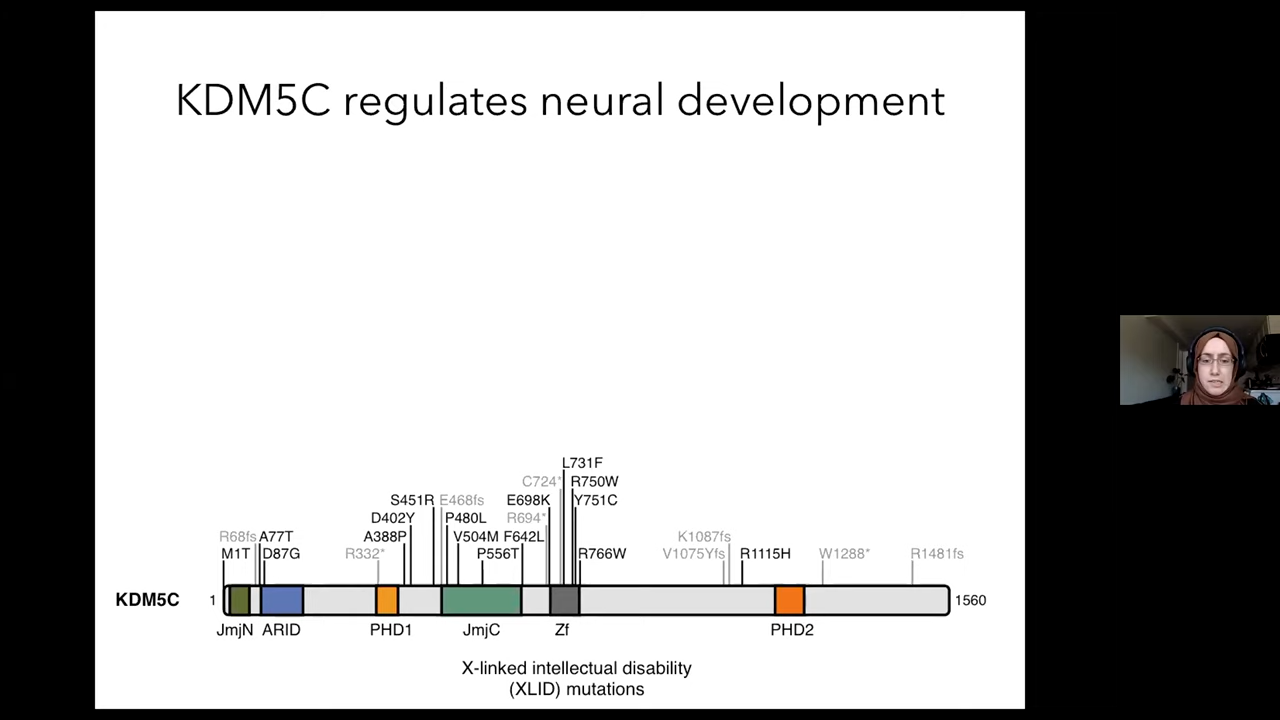 KDM5C regulates neural development
L731F
C724* R750W
S451R E468fs E698K Y751C
D402Y P480L R694*
R68fs A77T A388P V504M F642L K1087fs
M1T D87G R332* P556T R766W V1075Yfs R1115H W1288* R1481fs
KDM5C 1 1560
JmjN ARID PHD1 JmjC Zf PHD2
X-linked intellectual disability
(XLID) mutations